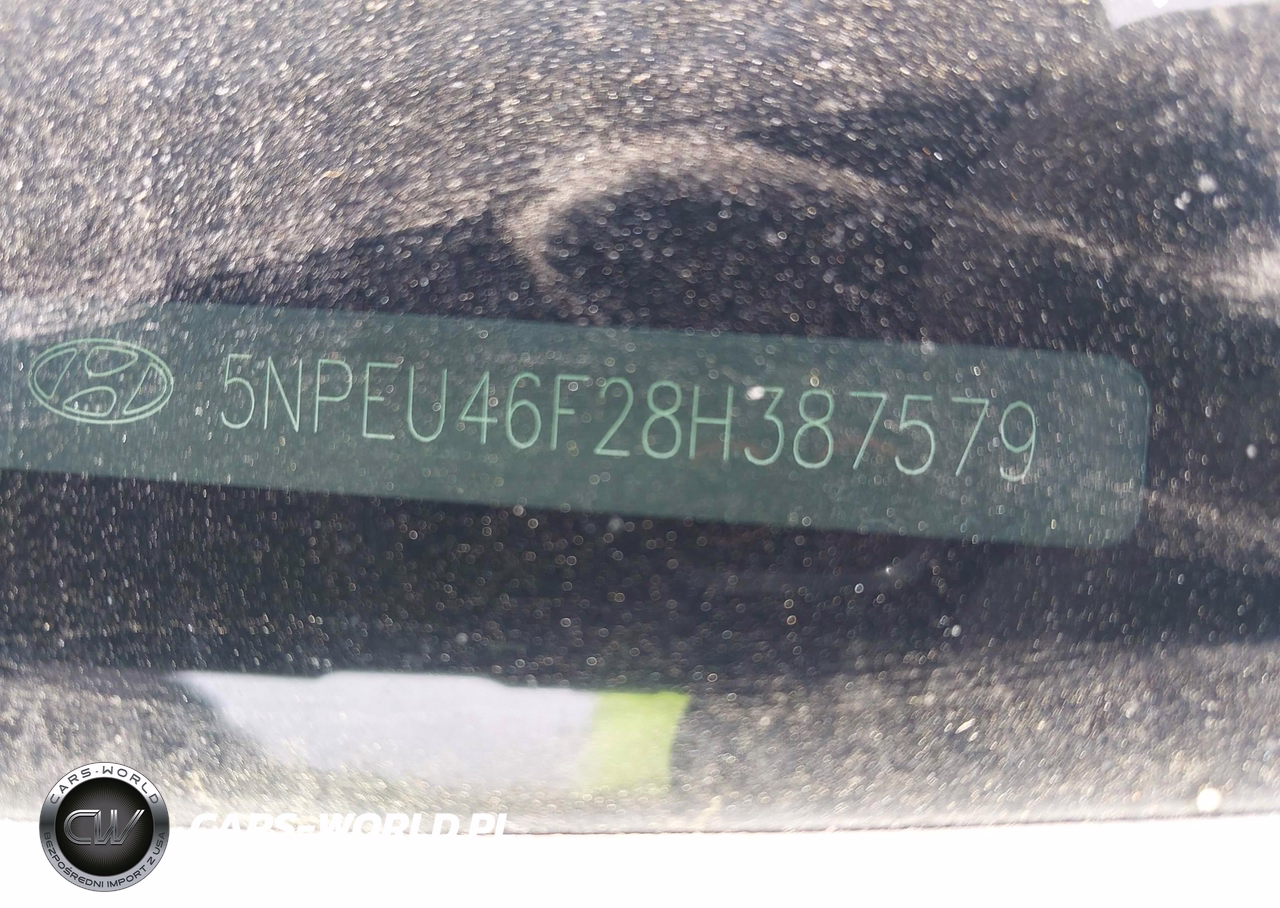 5NPEU46F28H387579
CARS-WORLD
CW
BEZPOŚREDNI IMPORT Z USA
CARS-WORLD.PL